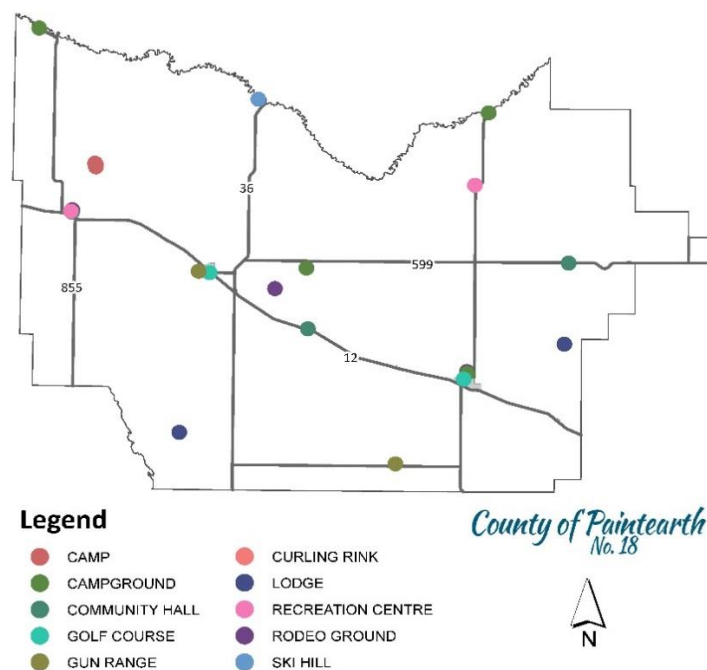 36
599
855
12
Legend
County of Paintearth
No. 18
CAMP
CAMPGROUND
COMMUNITY HALL
GOLF COURSE
GUN RANGE
CURLING RINK
LODGE
RECREATION CENTRE
RODEO GROUND
SKI HILL
N